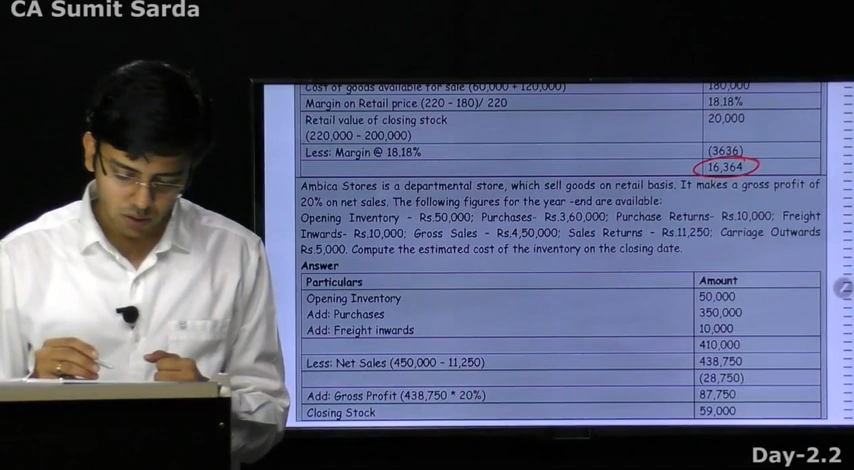 CA Sumit Sarda
Cost of goods available for sale (60,000 + 120,000) 180,000
Margin on Retail price (220 - 180)/ 220 18.18%
Retail value of closing stock 20,000
(220,000 - 200,000)
Less: Margin @ 18.18% (3636)
16,364
Ambica Stores is a departmental store, which sell goods on retail basis. It makes a gross profit of
20% on net sales. The following figures for the year -end are available:
Opening Inventory - Rs.50,000; Purchases- Rs.3,60,000; Purchase Returns- Rs.10,000; Freight
Inwards- Rs.10,000; Gross Sales - Rs.4,50,000; Sales Returns - Rs.11,250; Carriage Outwards
Rs.5,000. Compute the estimated cost of the inventory on the closing date.
Answer
Particulars Amount
Opening Inventory 50,000
Add: Purchases 350,000
Add: Freight inwards 10,000
410,000
Less: Net Sales (450,000 - 11,250) 438,750
(28,750)
Add: Gross Profit (438,750 * 20%) 87,750
Closing Stock 59,000
Day-2.2